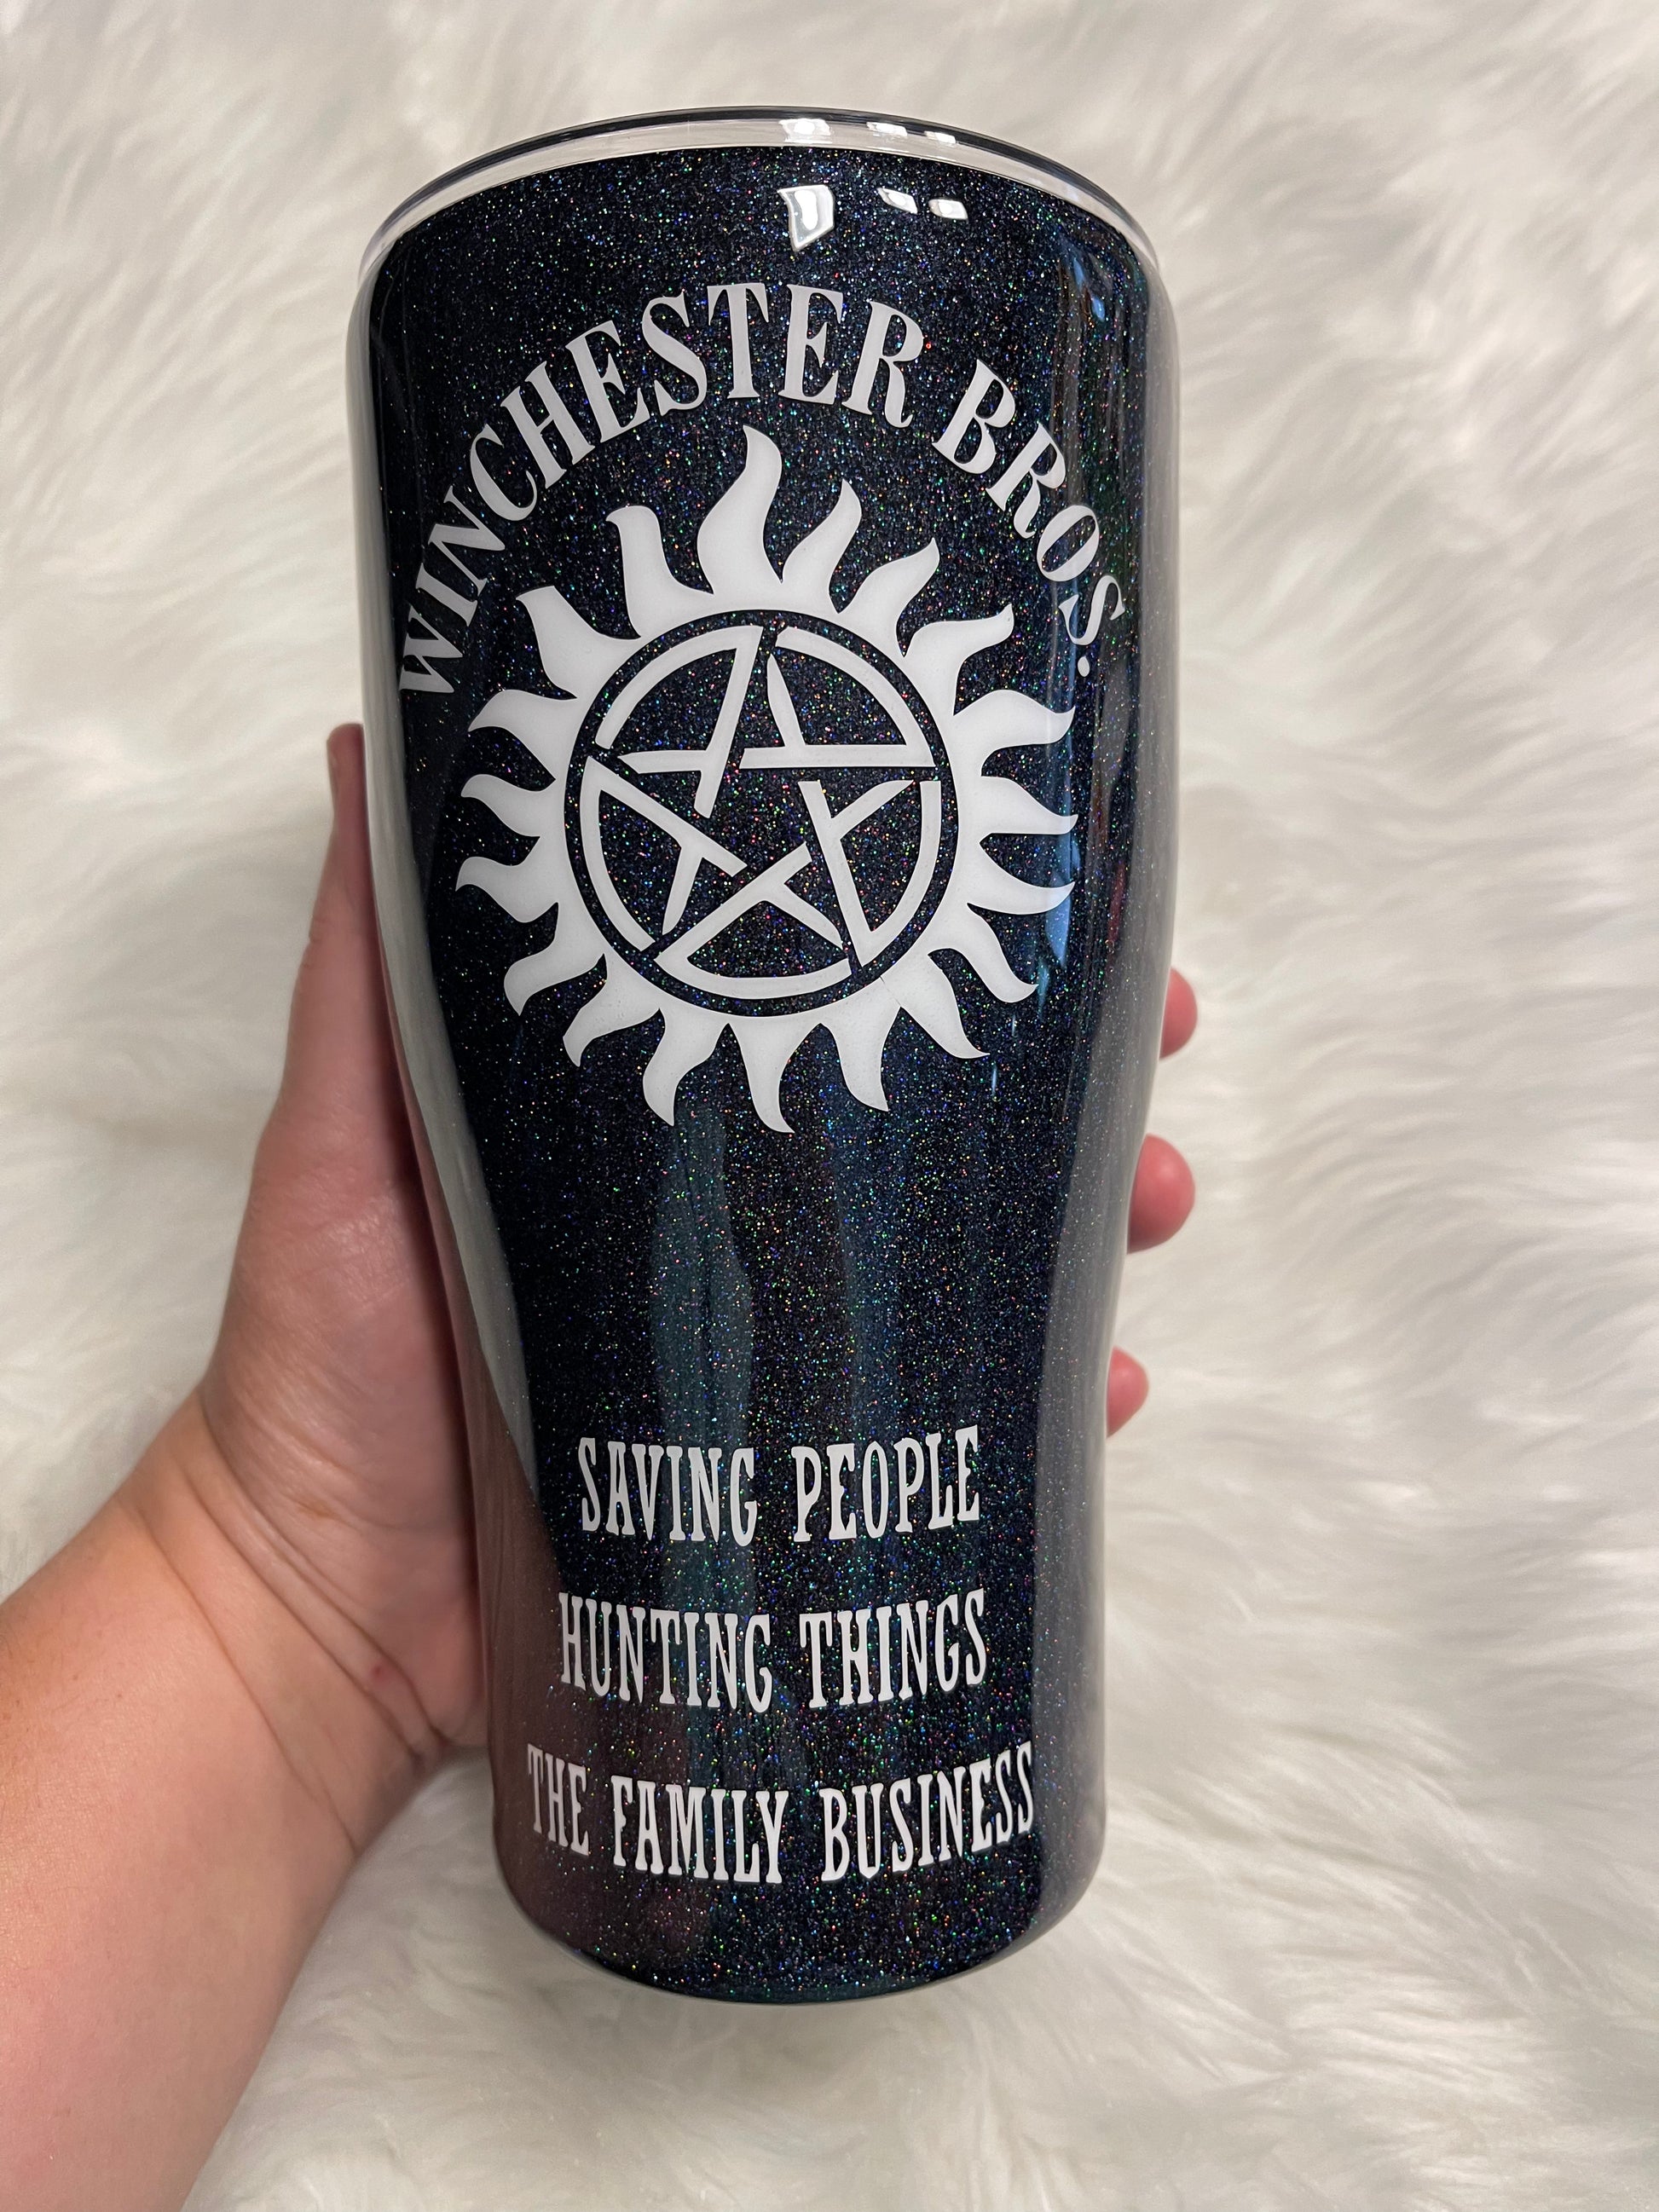 WINCHESTER BROS.
SAVING PEOPLE
HUNTING THINGS
THE FAMILY BUSINESS